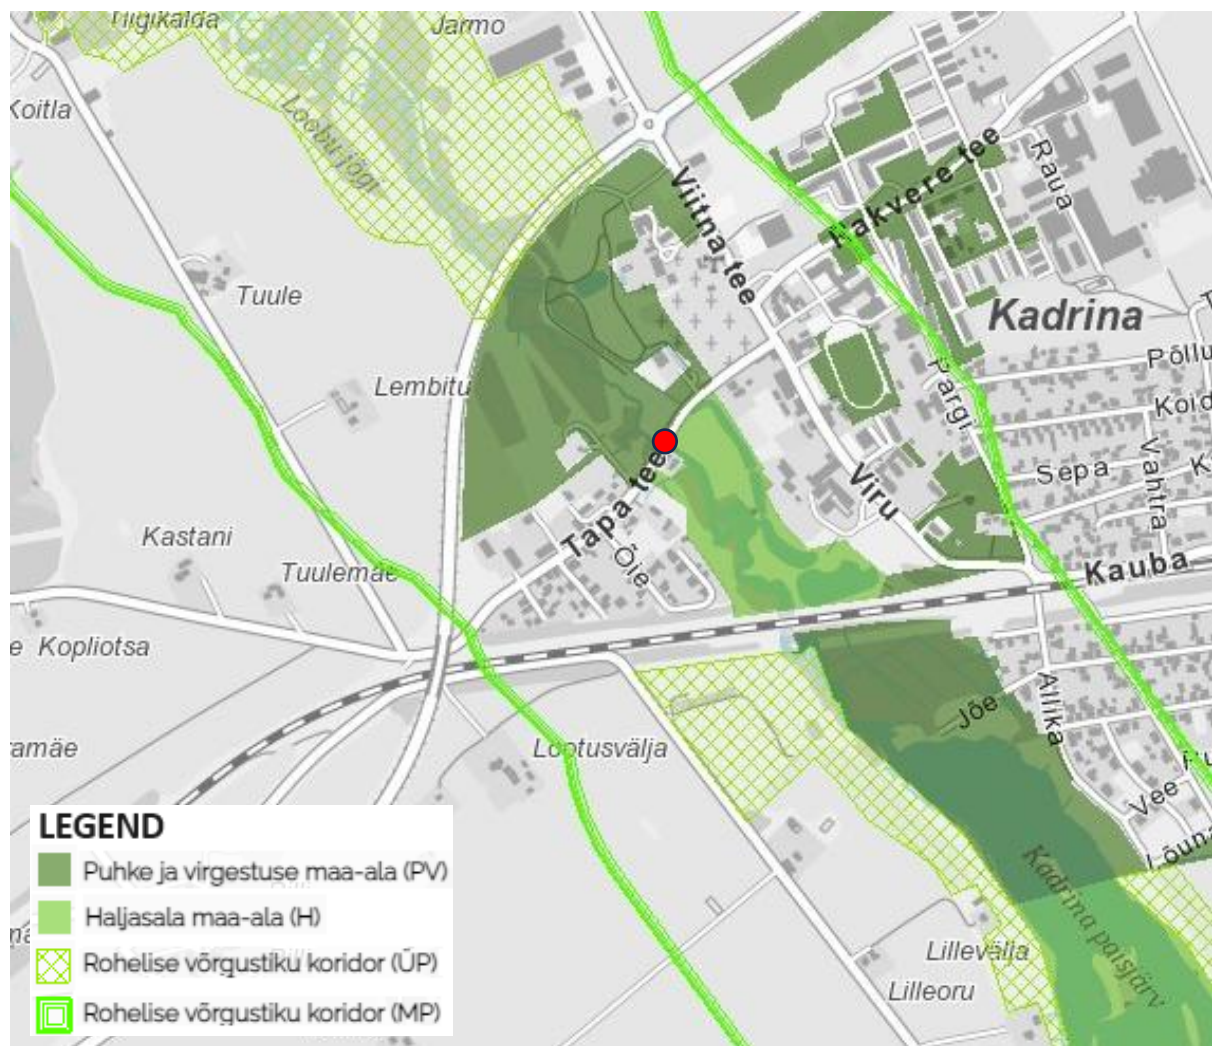 Tiigikalda
Jarmo
Koitla
Loobu jõgi
Raua
Viitna tee
Rakvere tee
Tuule
Kadrina
Põllu
Lembitu
Pargi
Koid
Vahtra
Sepa
K
Viru
Tapa tee
Kastani
Õie
Tuulemäe
Kauba
e Kopliotsa
Allika
Jõe
ramäe
Lootusvälja
Vee
Lõuna
LEGEND
Puhke ja virgestuse maa-ala (PV)
Haljasala maa-ala (H)
Rohelise võrgustiku koridor (ÜP)
Rohelise võrgustiku koridor (MP)
Kadrina paisjärv
Lillevälja
Lilleoru